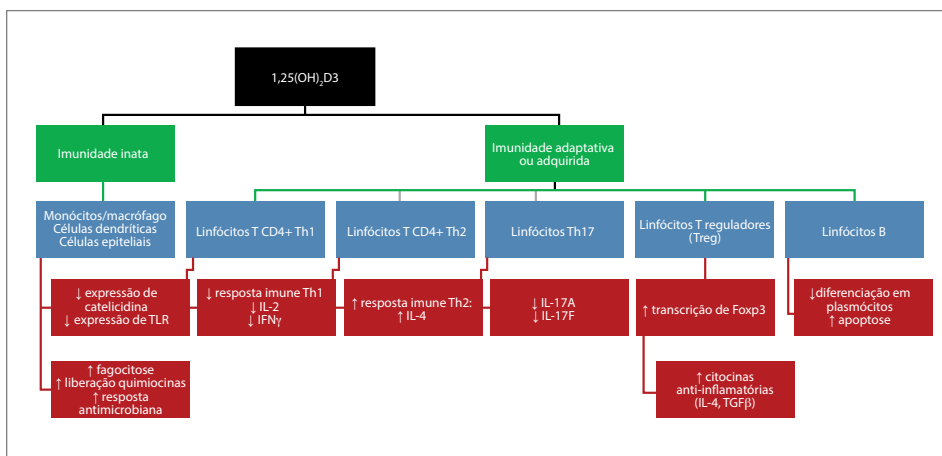 1,25(OH)₂D3
Imunidade inata
Imunidade adaptativa
ou adquirida
Monócitos/macrófago
Células dendríticas
Células epiteliais
Linfócitos T CD4+ Th1
Linfócitos T CD4+ Th2
Linfócitos Th17
Linfócitos T reguladores
(Treg)
Linfócitos B
↓ expressão de
catelicidina
↓ expressão de TLR
↓ resposta imune Th1
↓ IL-2
↓ IFNγ
↑ resposta imune Th2:
↑ IL-4
↓ IL-17A
↓ IL-17F
↑ transcrição de Foxp3
↓diferenciação em
plasmócitos
↑ apoptose
↑ fagocitose
↑ liberação quimiocinas
↑ resposta
antimicrobiana
↑ citocinas
anti-inflamatórias
(IL-4, TGFβ)